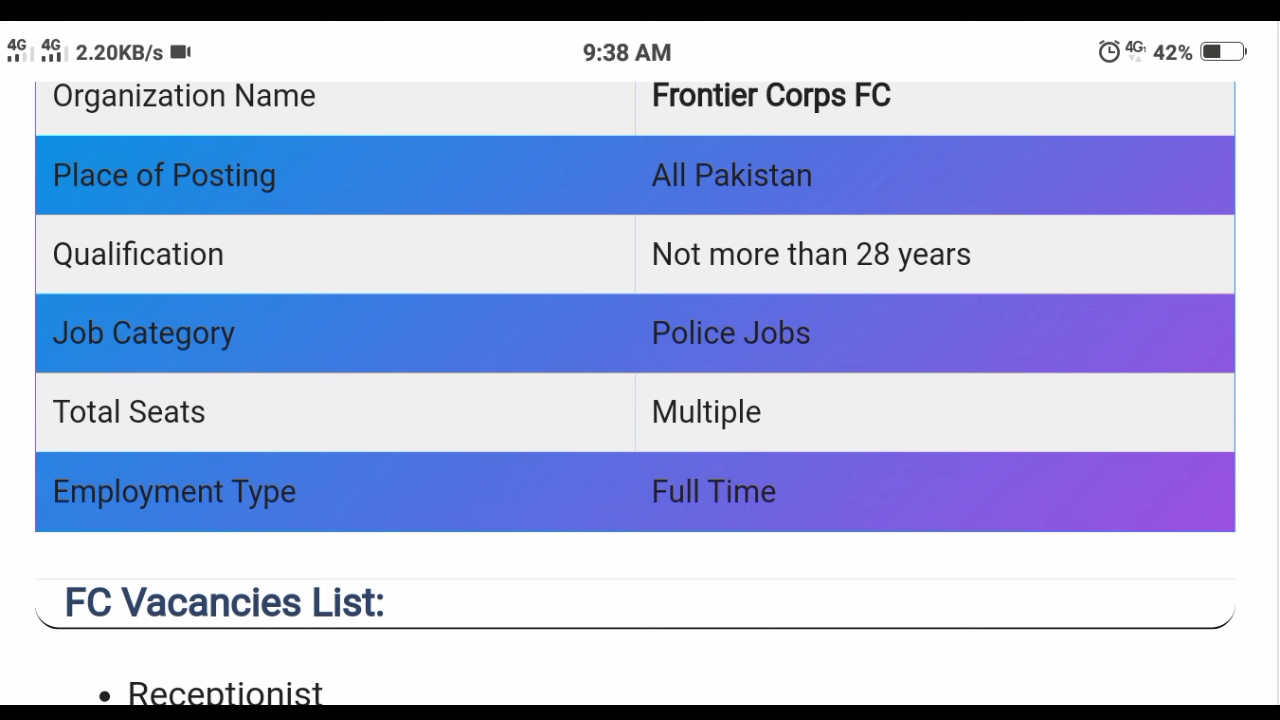 4G 4G 2.20KB/s 9:38 AM 4G 42%
Organization Name Frontier Corps FC
Place of Posting All Pakistan
Qualification Not more than 28 years
Job Category Police Jobs
Total Seats Multiple
Employment Type Full Time
FC Vacancies List:
• Receptionist